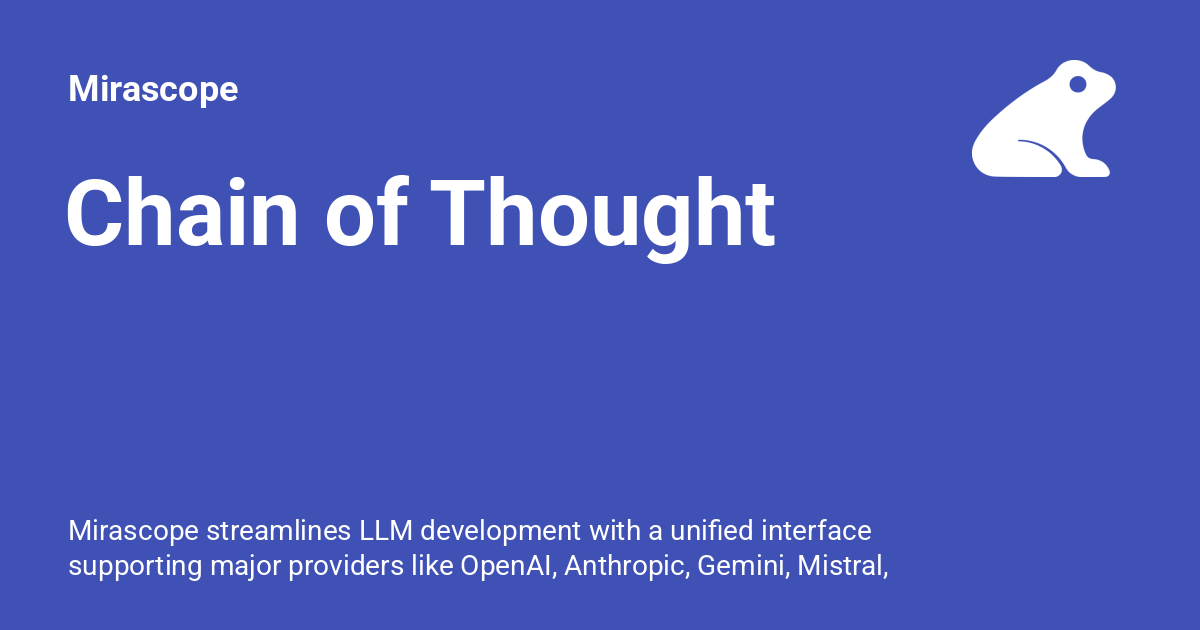 Mirascope
Chain of Thought
Mirascope streamlines LLM development with a unified interface
supporting major providers like OpenAI, Anthropic, Gemini, Mistral,